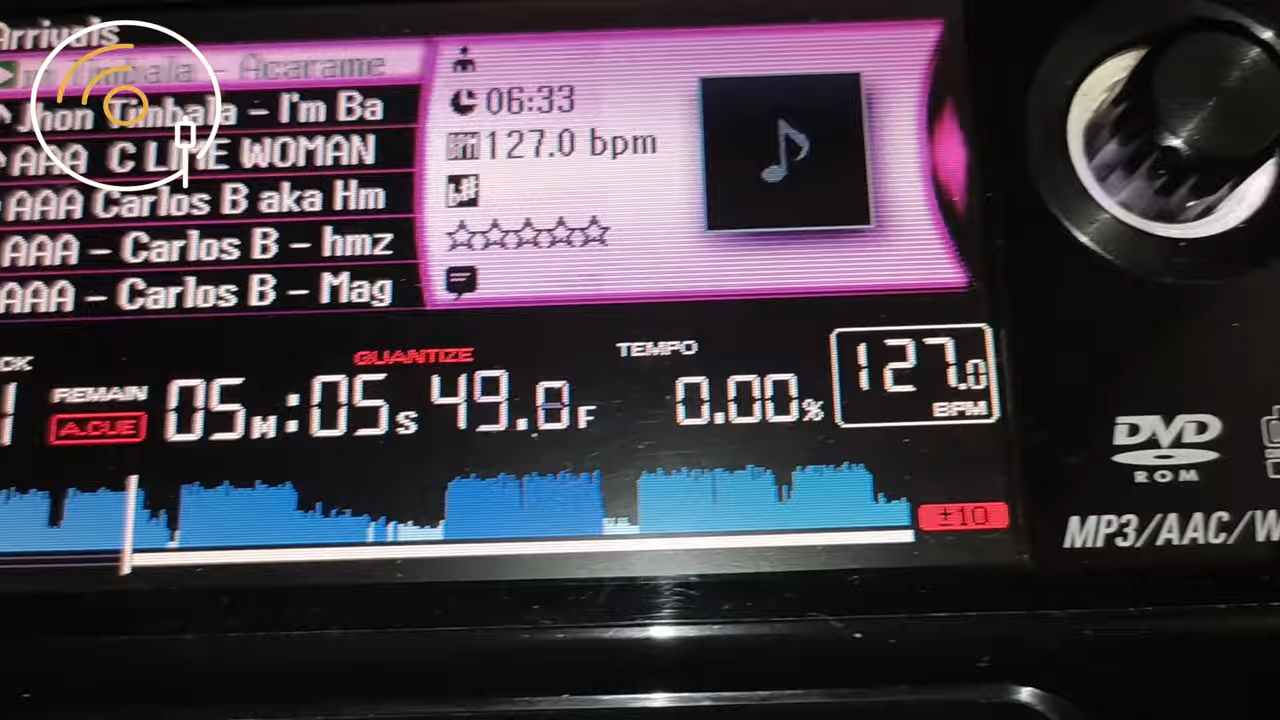 Arrivals
Timbala - Acarame
Jhon Timbala - I'm Ba
AAA C LINE WOMAN
AAA Carlos B aka Hm
AAA - Carlos B - hmz
AAA - Carlos B - Mag
06:33
127.0 bpm
QUANTIZE
TEMPO
REMAIN
A.CUE
05M:05S 49.8F
0.00%
127.0
BPM
±10
DVD
ROM
MP3/AAC/W